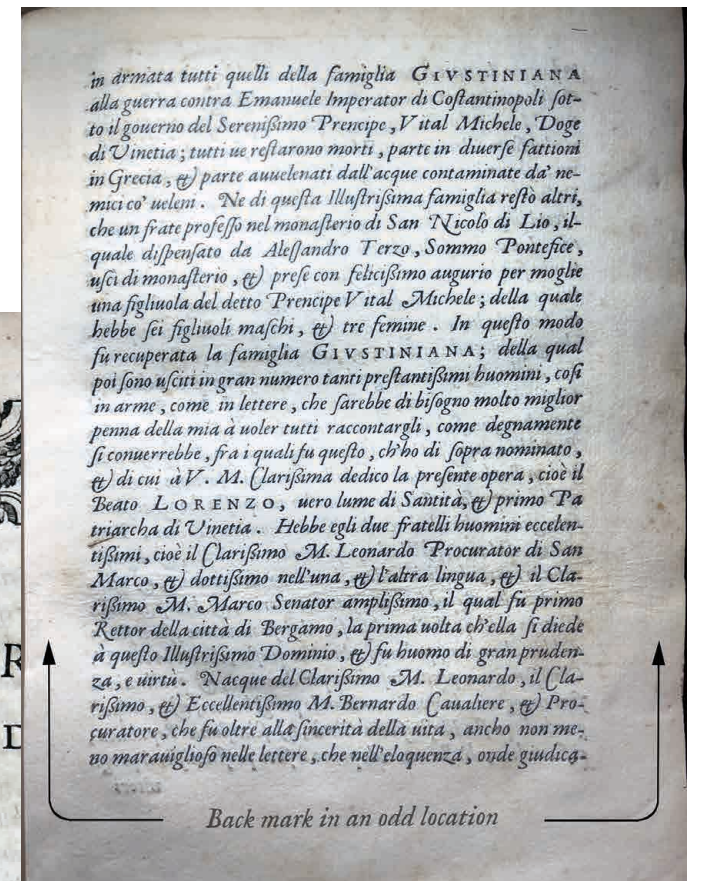 in armata tutti quelli della famiglia GIVSTINIANA
alla guerra contra Emanuele Imperator di Coſtantinopoli ſot-
to il gouerno del Sereniſſimo Prencipe, Vital Michele, Doge
di Vinetia; tutti ue reſtarono morti, parte in diuerſe fattioni
in Grecia, & parte auuelenati dall'acque contaminate da' ne-
mici co' ueleni. Ne di queſta Illuſtriſſima famiglia reſtò altri,
che un frate profeſſo nel monaſterio di San Nicolò di Lio, il-
quale diſpenſato da Aleſſandro Terzo, Sommo Pontefice,
uſci di monaſterio, & preſe con feliciſſimo augurio per moglie
una figliuola del detto Prencipe Vital Michele; della quale
hebbe ſei figliuoli maſchi, & tre femine. In queſto modo
fu recuperata la famiglia GIVSTINIANA; della qual
poi ſono uſciti in gran numero tanti preſtantiſſimi huomini, coſi
in arme, come in lettere, che ſarebbe di biſogno molto miglior
penna della mia à uoler tutti raccontargli, come degnamente
ſi conuerrebbe, fra i quali fu queſto, ch'ho di ſopra nominato,
& di cui à V. M. Clariſſima dedico la preſente opera, cioè il
Beato LORENZO, uero lume di Santità, & primo Pa
triarcha di Vinetia. Hebbe egli due fratelli huomini eccelen-
tiſſimi, cioè il Clariſſimo M. Leonardo Procurator di San
Marco, & dottiſſimo nell'una, & l'altra lingua, & il Cla-
riſſimo M. Marco Senator ampliſſimo, il qual fu primo
Rettor della città di Bergamo, la prima uolta ch'ella ſi diede
à queſto Illuſtriſſimo Dominio, & fu huomo di gran pruden-
za, e uirtù. Nacque del Clariſſimo M. Leonardo, il Cla-
riſſimo, & Eccellentiſſimo M. Bernardo Caualiere, & Pro-
curatore, che fu oltre alla ſincerità della uita, ancho non me-
no marauiglioſo nelle lettere, che nell'eloquenza, onde giudica-
R
D
Back mark in an odd location